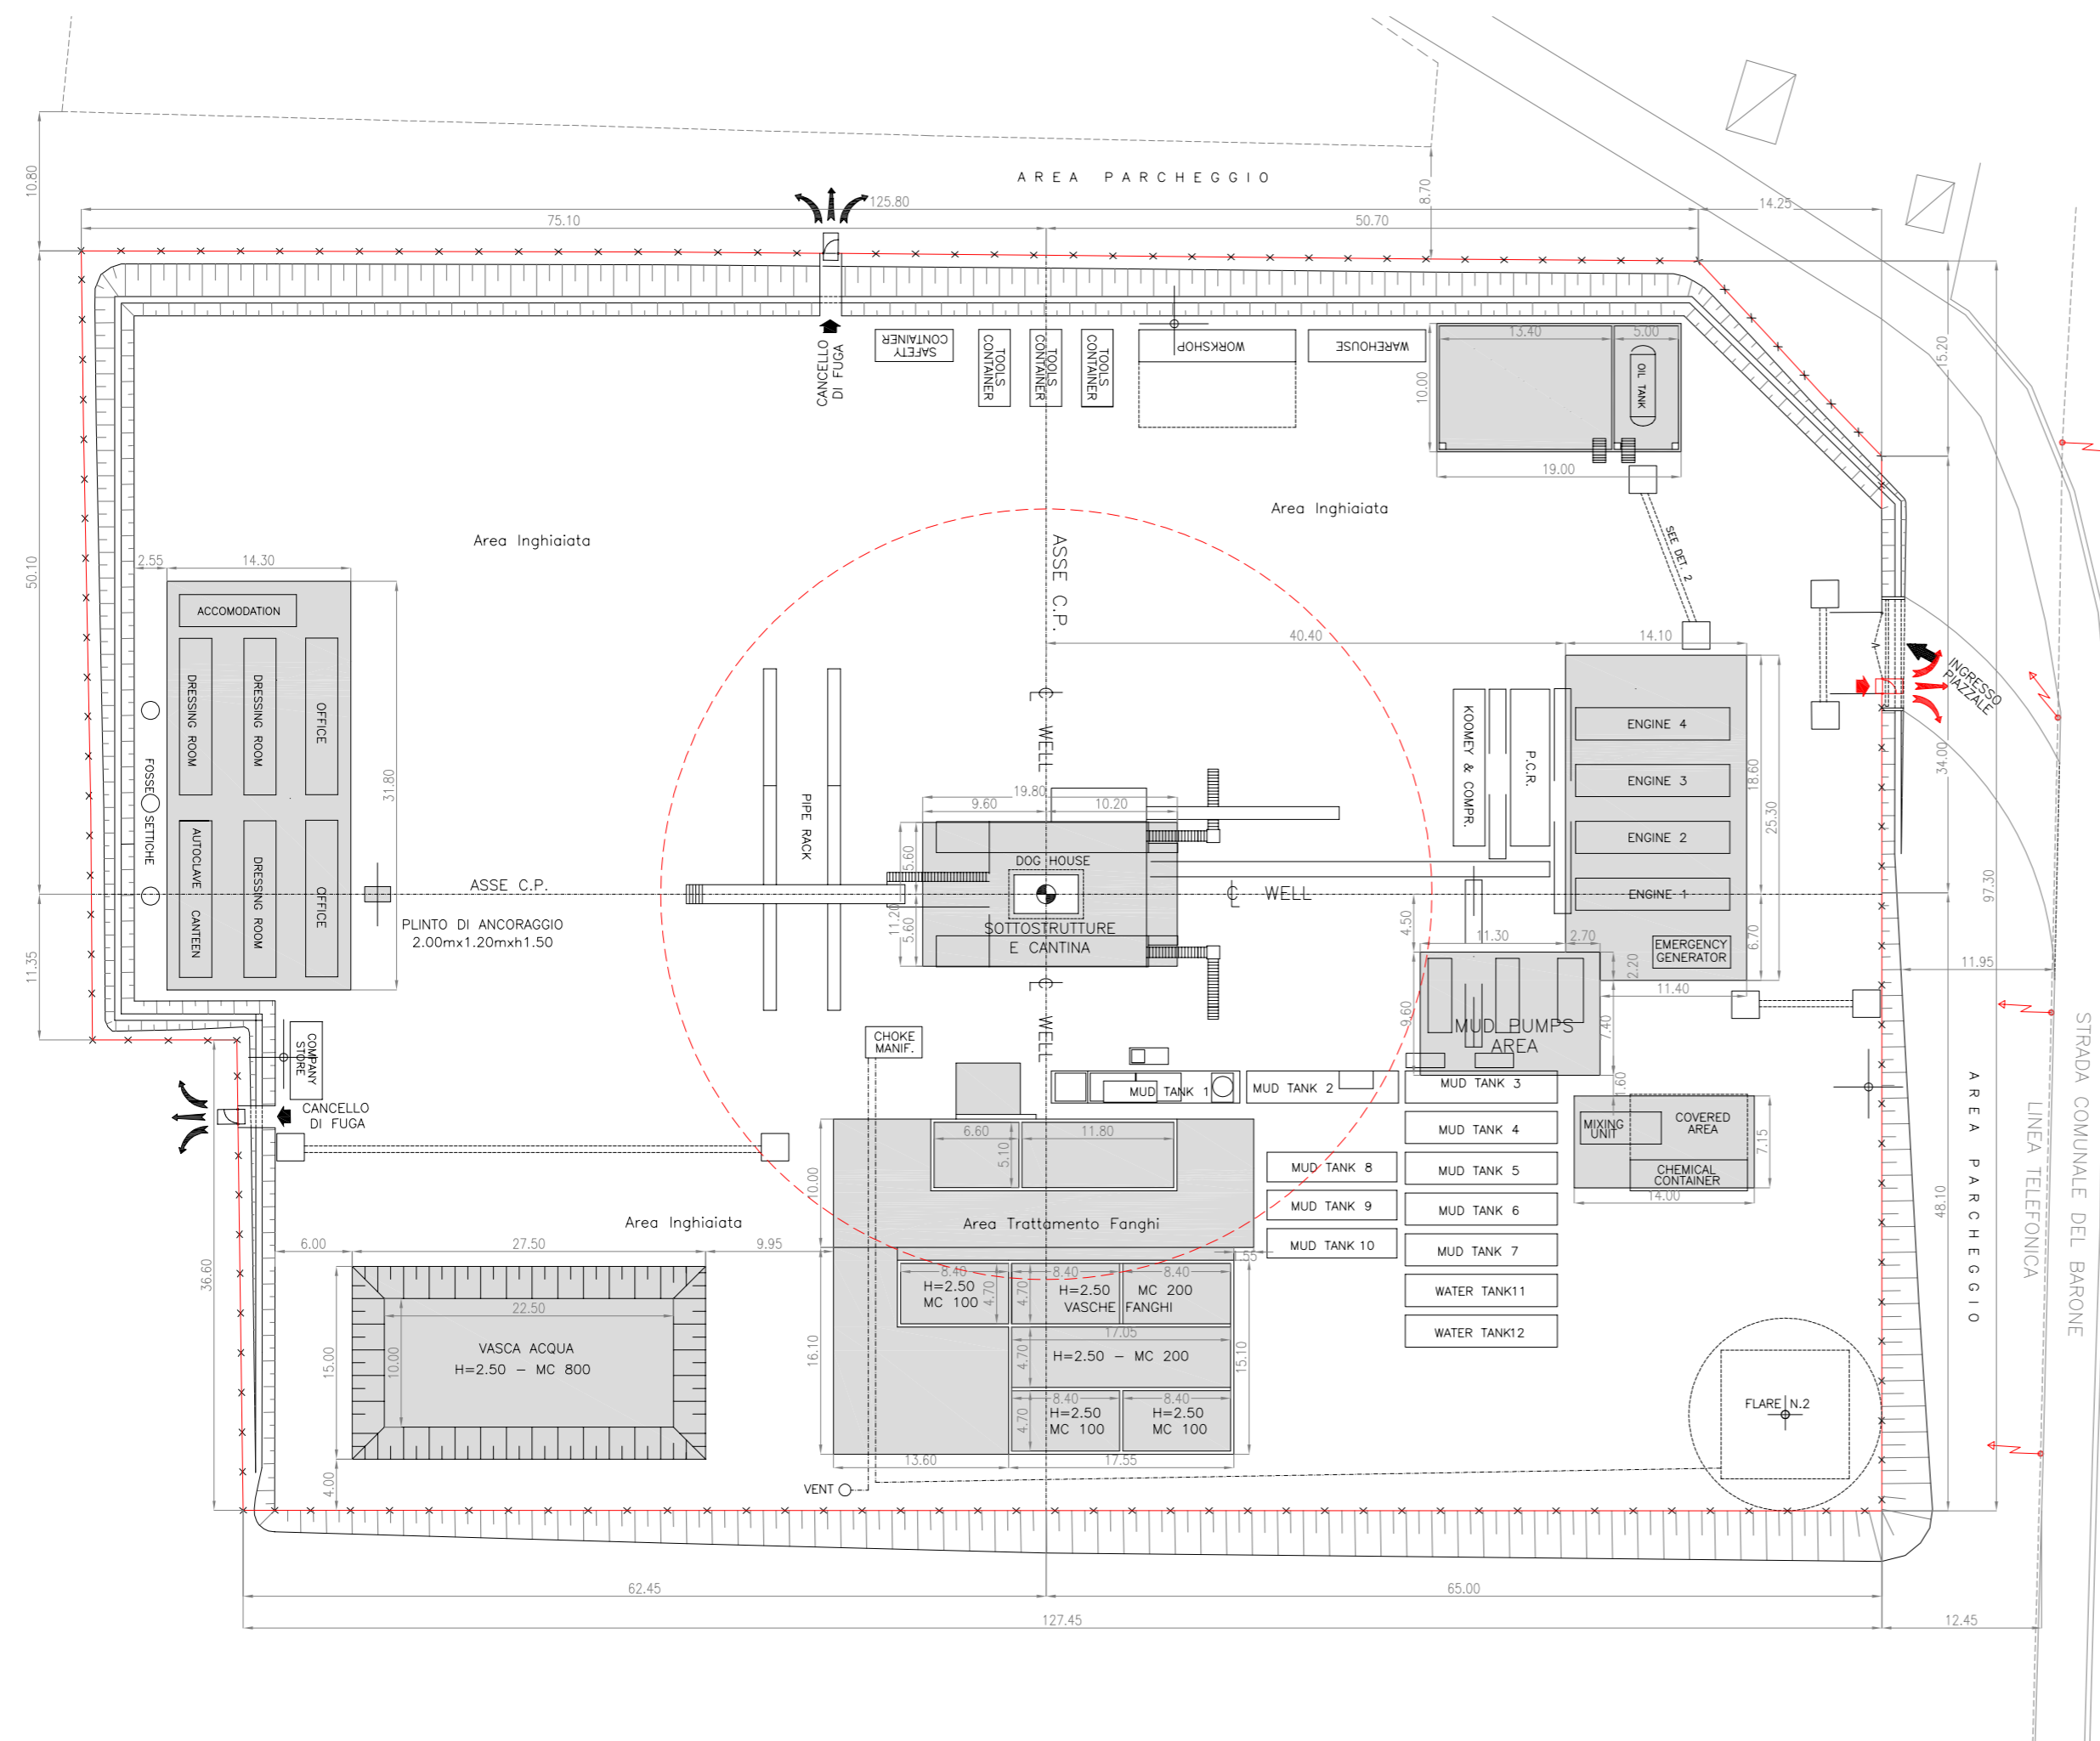 AREA PARCHEGGIO
10.80
8.70
125.80
14.25
75.10
50.70
CANCELLO
DI FUGA
SAFETY
CONTAINER
TOOLS
CONTAINER
TOOLS
CONTAINER
TOOLS
CONTAINER
WORKSHOP
WAREHOUSE
13.40
5.00
OIL TANK
10.00
19.00
15.20
SEE DET. 2
Area Inghiaiata
Area Inghiaiata
ASSE C.P.
50.10
2.55
14.30
ACCOMODATION
DRESSING ROOM
DRESSING ROOM
OFFICE
31.80
FOSSE SETTICHE
AUTOCLAVE CANTEEN
DRESSING ROOM
OFFICE
ASSE C.P.
PLINTO DI ANCORAGGIO
2.00mx1.20mxh1.50
PIPE RACK
40.40
14.10
INGRESSO
PIAZZALE
KOOMEY & COMPR.
P.C.R.
ENGINE 4
ENGINE 3
ENGINE 2
ENGINE 1
EMERGENCY
GENERATOR
18.60
25.30
6.70
34.00
97.30
CL WELL
19.80
9.60
10.20
5.60
11.20
5.60
DOG HOUSE
SOTTOSTRUTTURE
E CANTINA
CL WELL
CL WELL
4.50
11.30
2.70
2.20
11.40
11.95
9.60
7.40
MUD PUMPS
AREA
1.60
11.35
COMPANY
STORE
CANCELLO
DI FUGA
CHOKE
MANIF.
MUD TANK 1
MUD TANK 2
MUD TANK 3
MUD TANK 4
MUD TANK 5
MUD TANK 6
MUD TANK 7
MUD TANK 8
MUD TANK 9
MUD TANK 10
WATER TANK11
WATER TANK12
MIXING
UNIT
COVERED
AREA
CHEMICAL
CONTAINER
7.15
14.00
6.60
11.80
5.10
10.00
Area Trattamento Fanghi
Area Inghiaiata
6.00
27.50
9.95
1.55
36.60
22.50
15.00
10.00
VASCA ACQUA
H=2.50 - MC 800
4.00
16.10
8.40
8.40
8.40
H=2.50
MC 100
4.70
4.70
H=2.50
MC 200
VASCHE FANGHI
17.05
4.70
H=2.50 - MC 200
15.10
8.40
8.40
4.70
H=2.50
MC 100
H=2.50
MC 100
13.60
17.55
VENT
FLARE N.2
48.10
AREA PARCHEGGIO
LINEA TELEFONICA
STRADA COMUNALE DEL BARONE
62.45
65.00
127.45
12.45